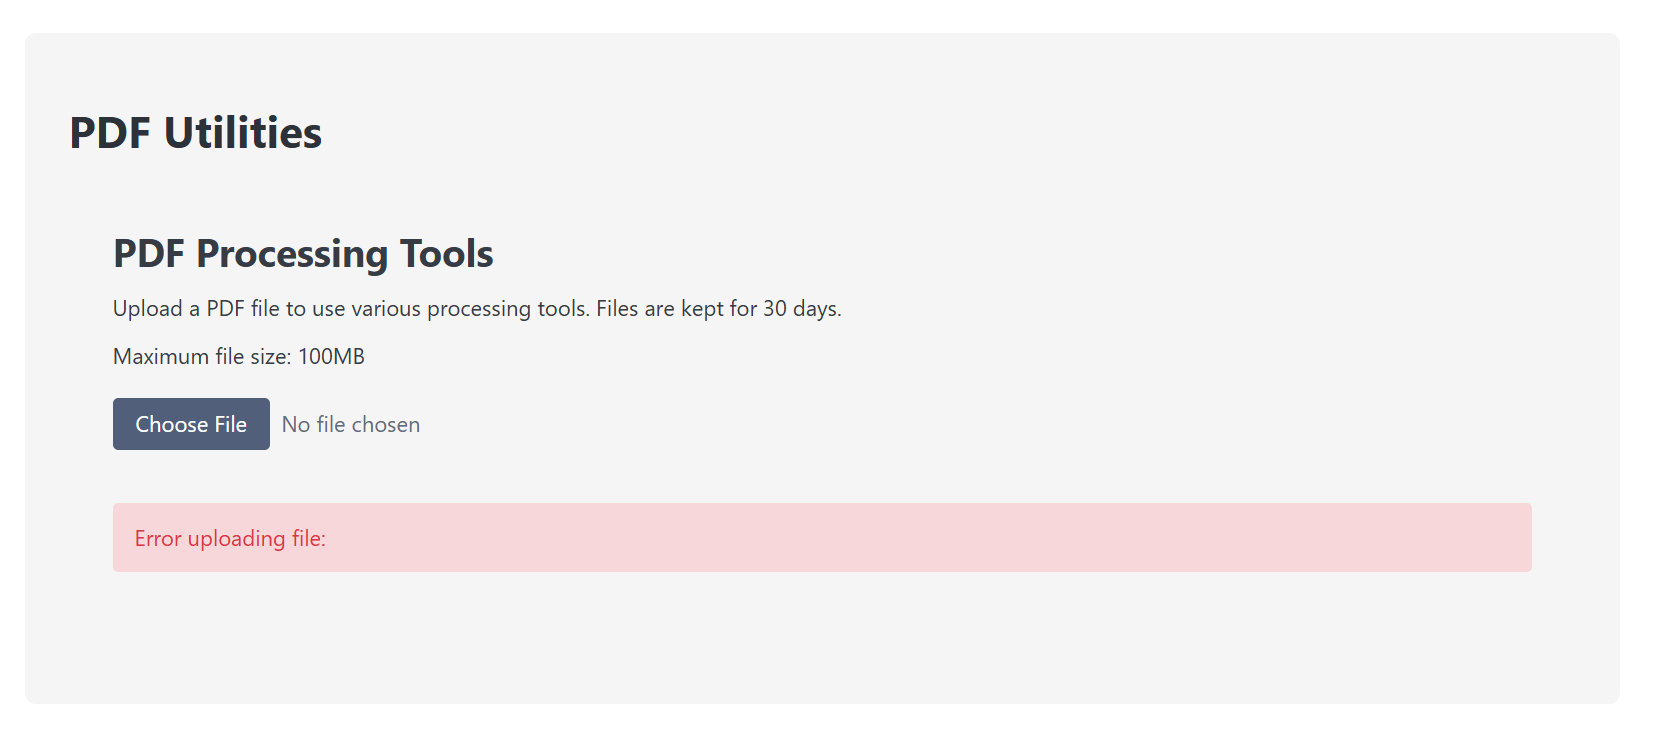 PDF Utilities
PDF Processing Tools
Upload a PDF file to use various processing tools. Files are kept for 30 days.
Maximum file size: 100MB
Choose File No file chosen
Error uploading file: